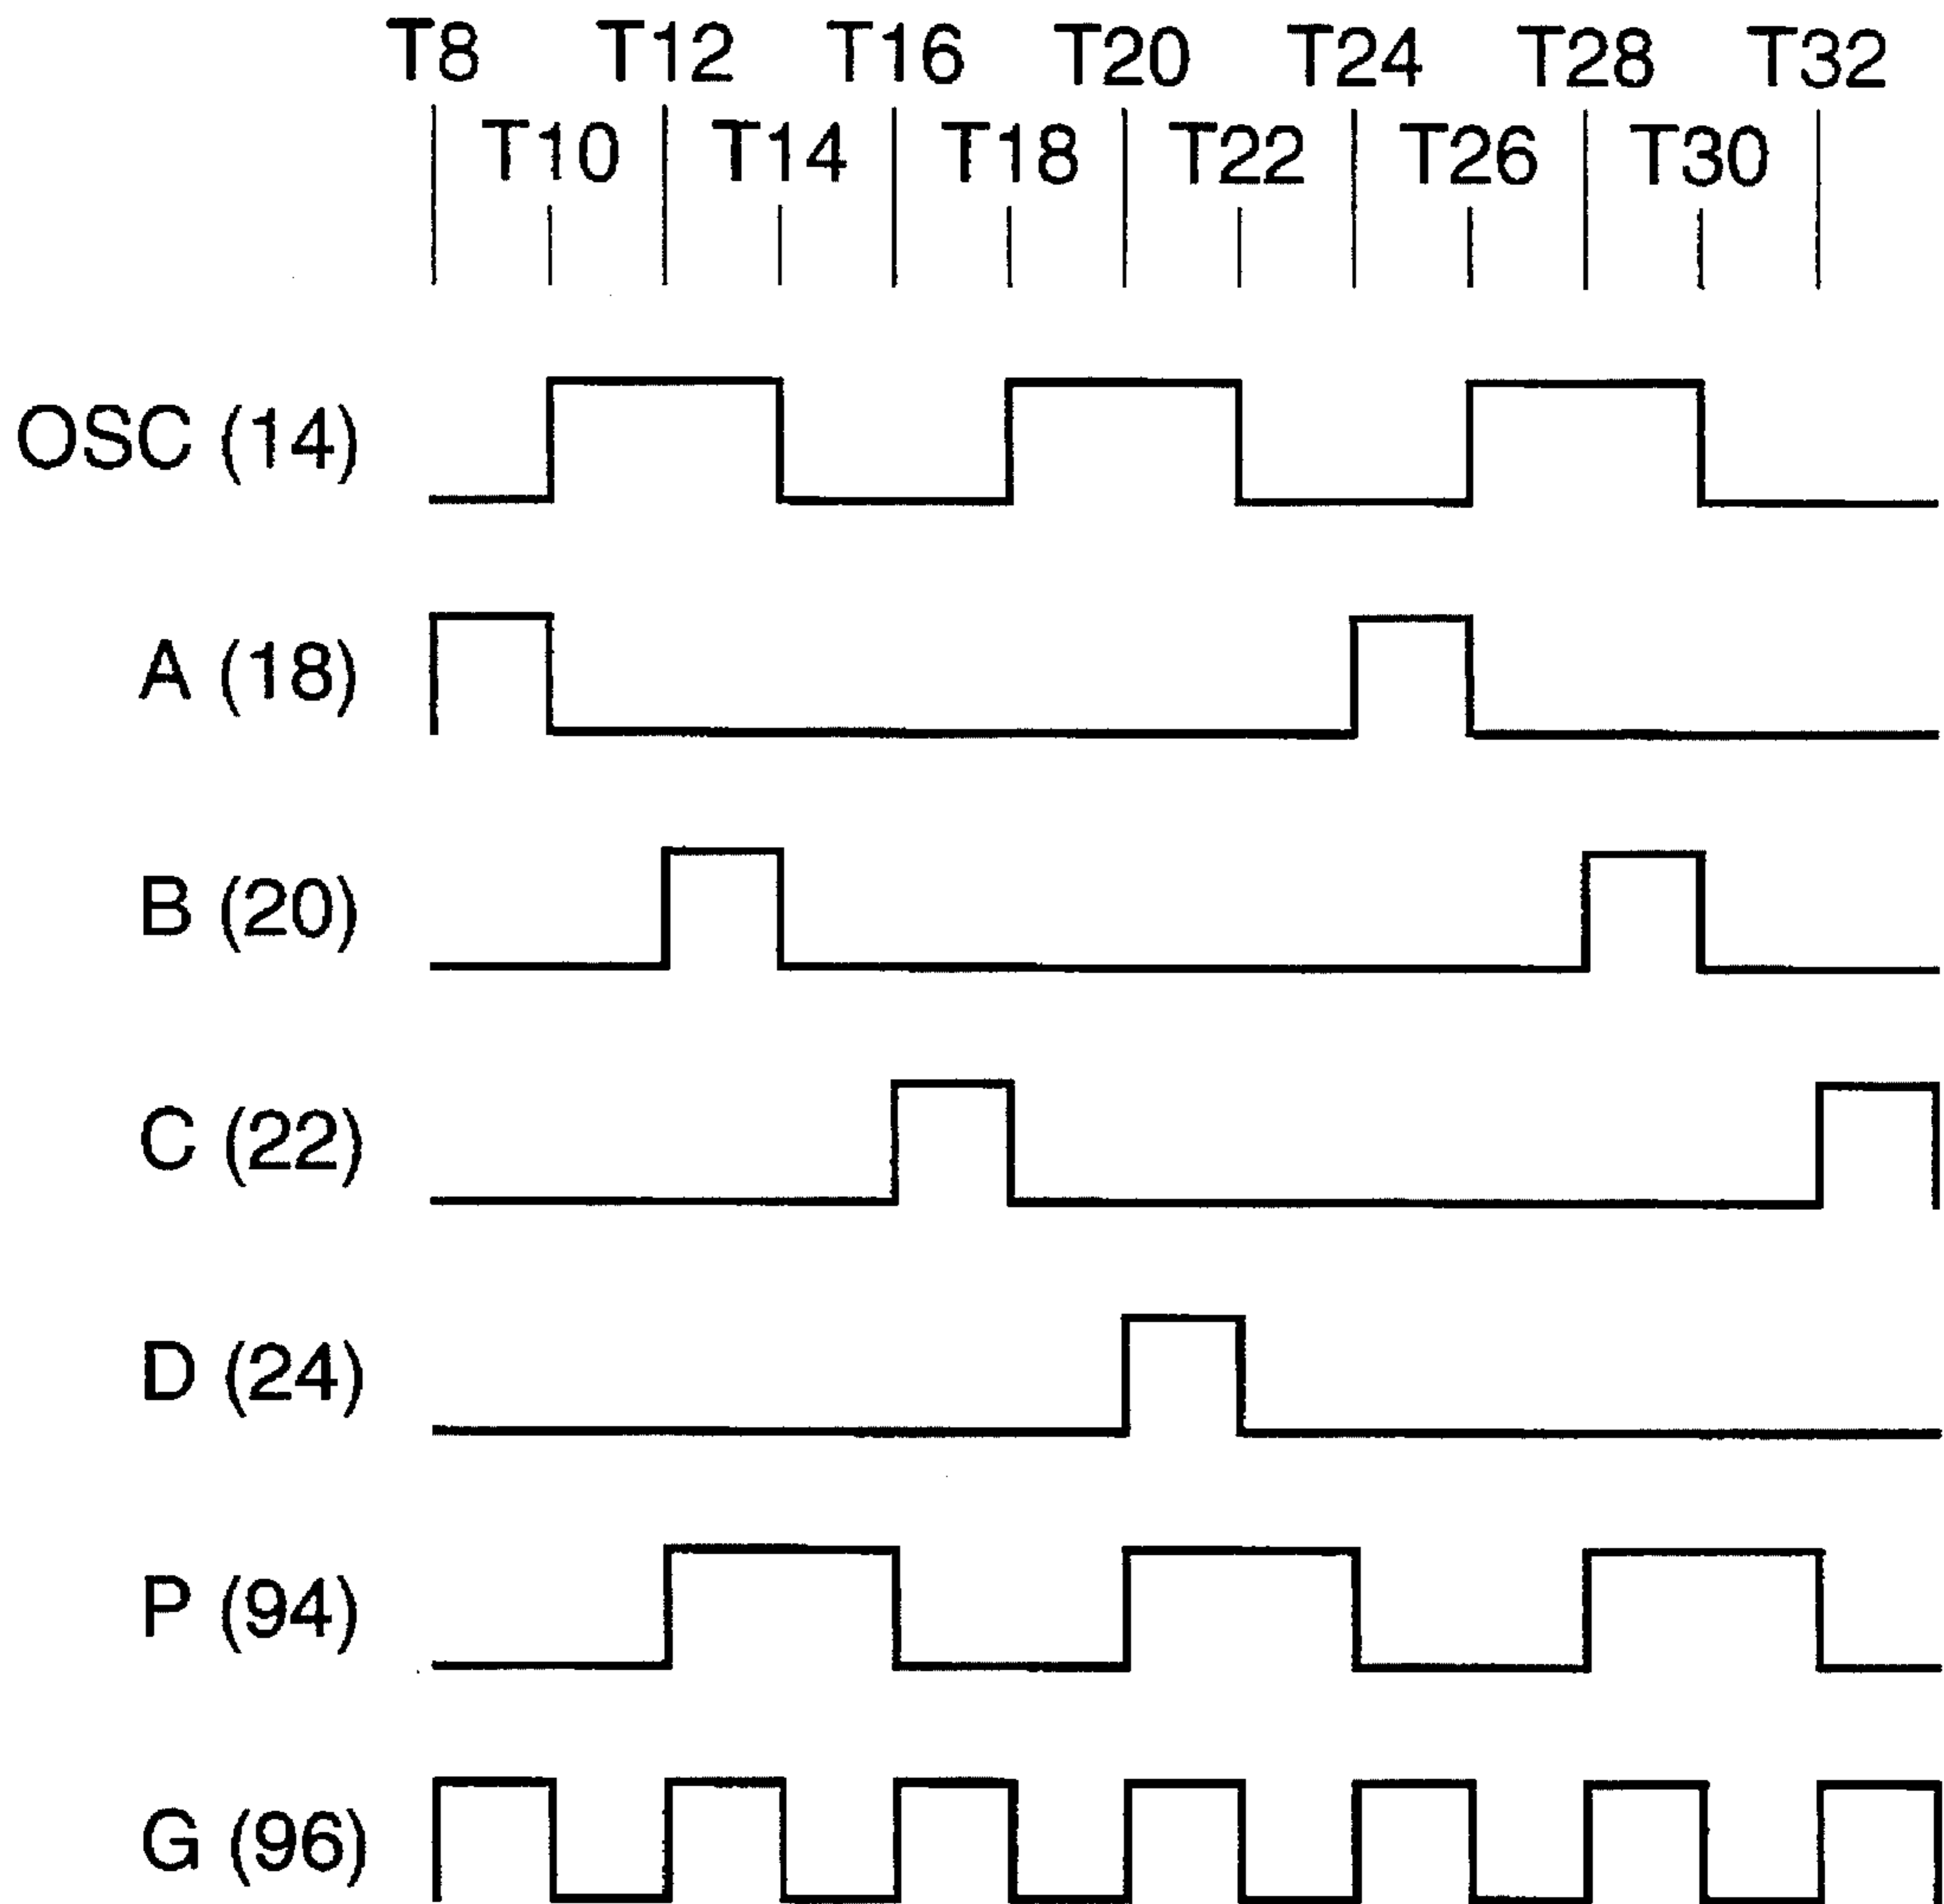 T8 T12 T16 T20 T24 T28 T32
T10 T14 T18 T22 T26 T30
OSC (14)
A (18)
B (20)
C (22)
D (24)
P (94)
G (96)